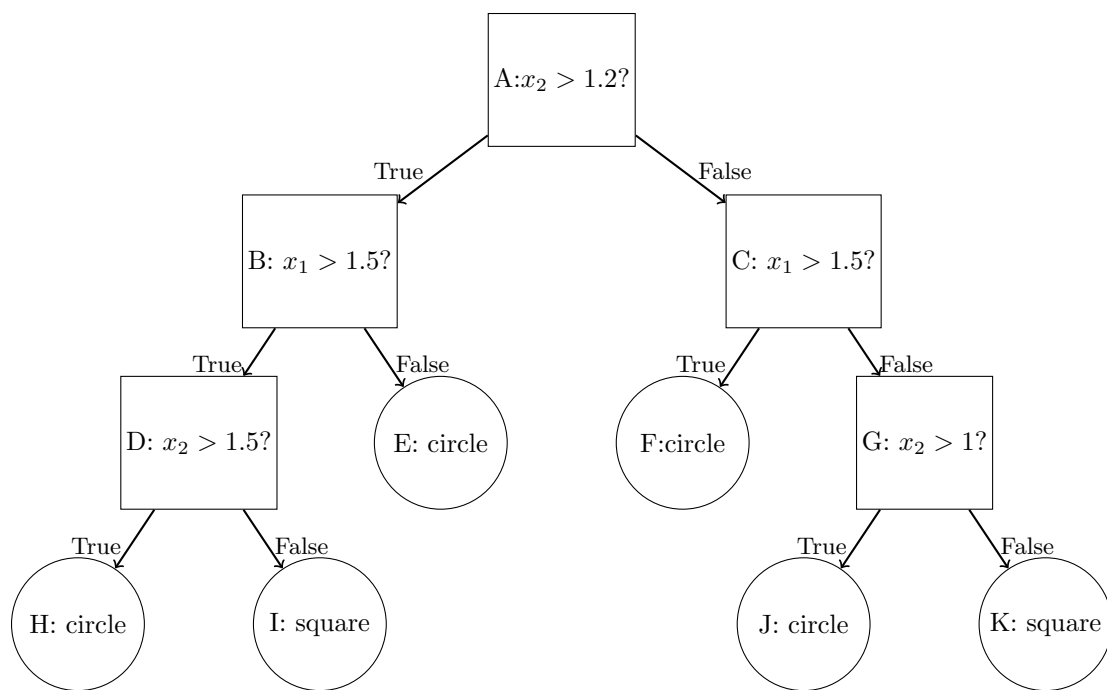 A:x₂ > 1.2?
True
False
B: x₁ > 1.5?
C: x₁ > 1.5?
True
False
True
False
D: x₂ > 1.5?
E: circle
F:circle
G: x₂ > 1?
True
False
True
False
H: circle
I: square
J: circle
K: square